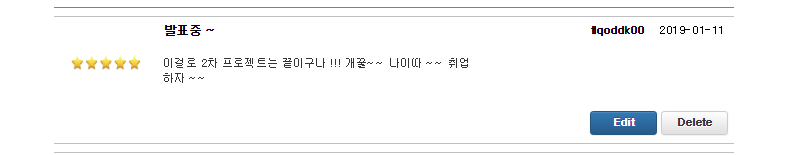 발표중 ~
flqoddk00 2019-01-11
이걸로 2차 프로젝트는 끝이구나 !!! 개꿀~~ 나이따 ~~ 취업
하자 ~~
Edit Delete